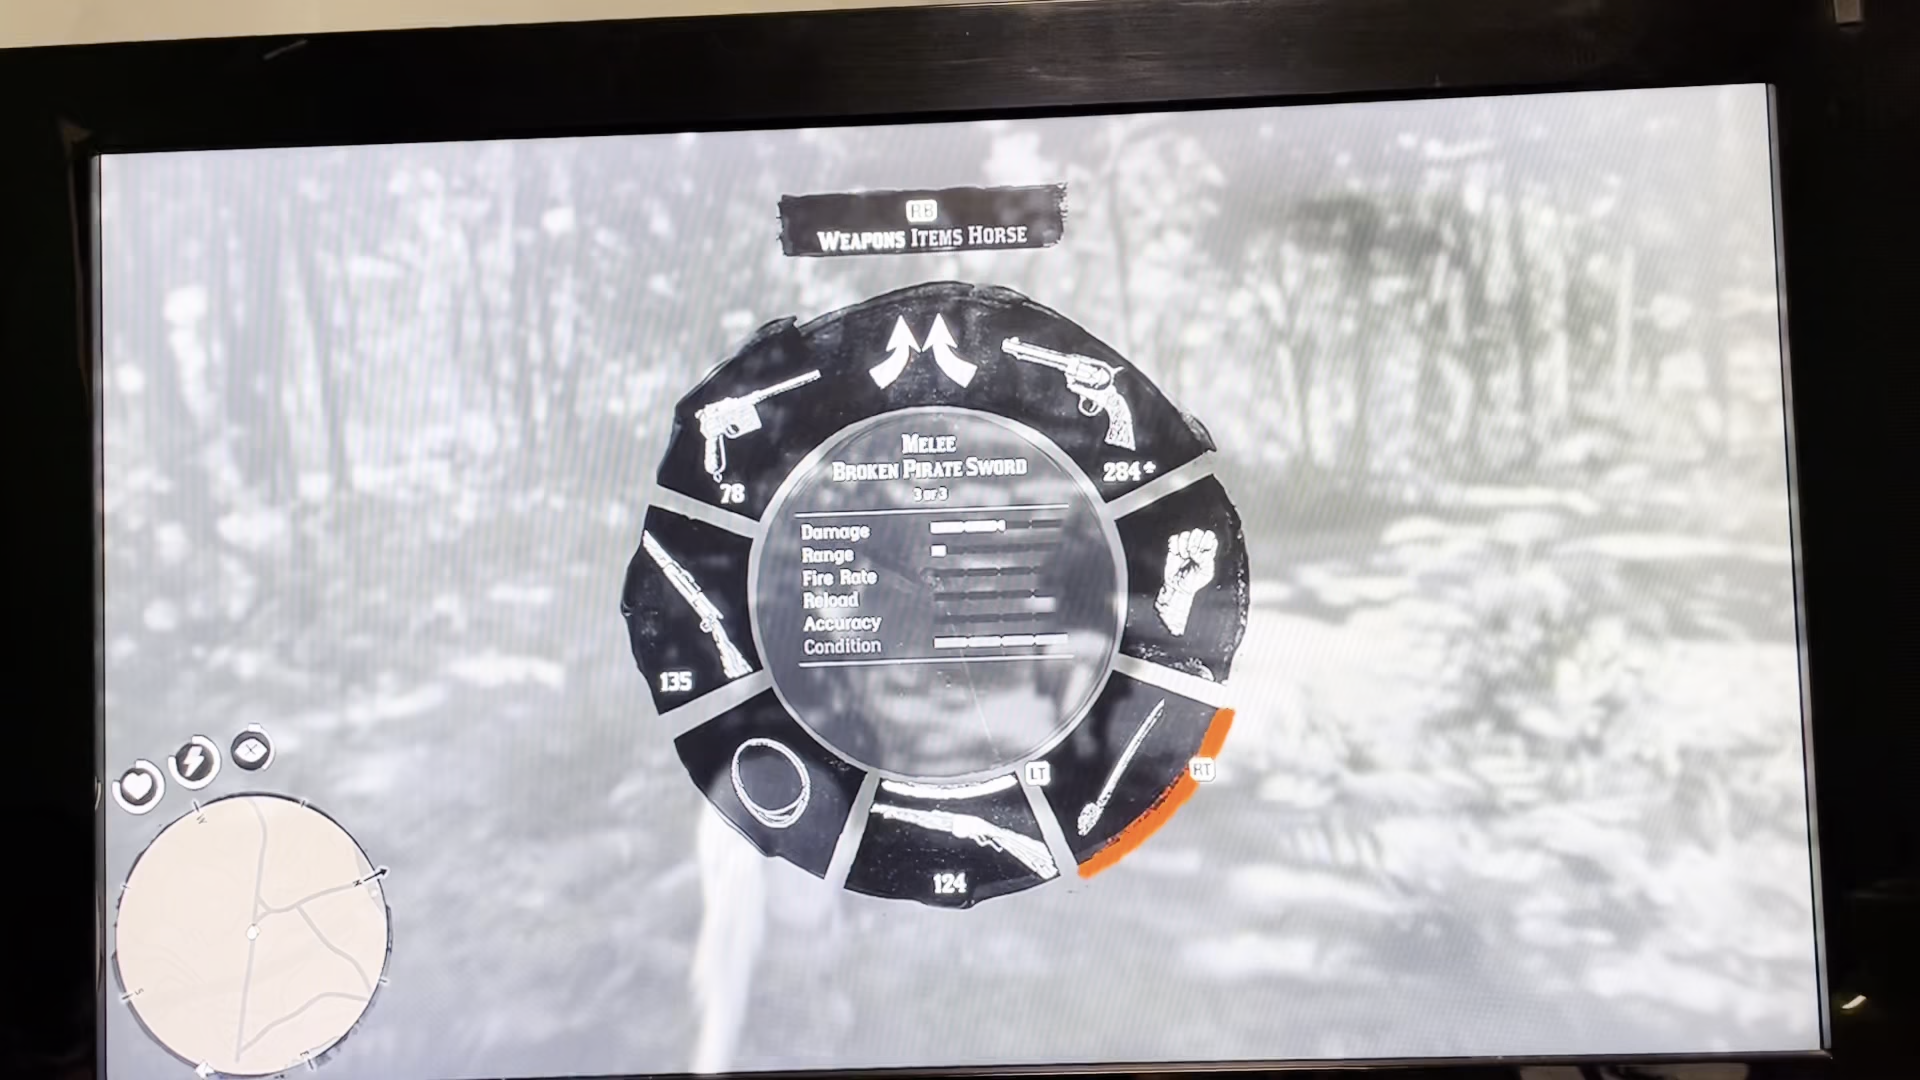 RB
WEAPONS ITEMS HORSE
MELEE
BROKEN PIRATE SWORD
3 OF 3
Damage
Range
Fire Rate
Reload
Accuracy
Condition
78
284+
135
LT
RT
124